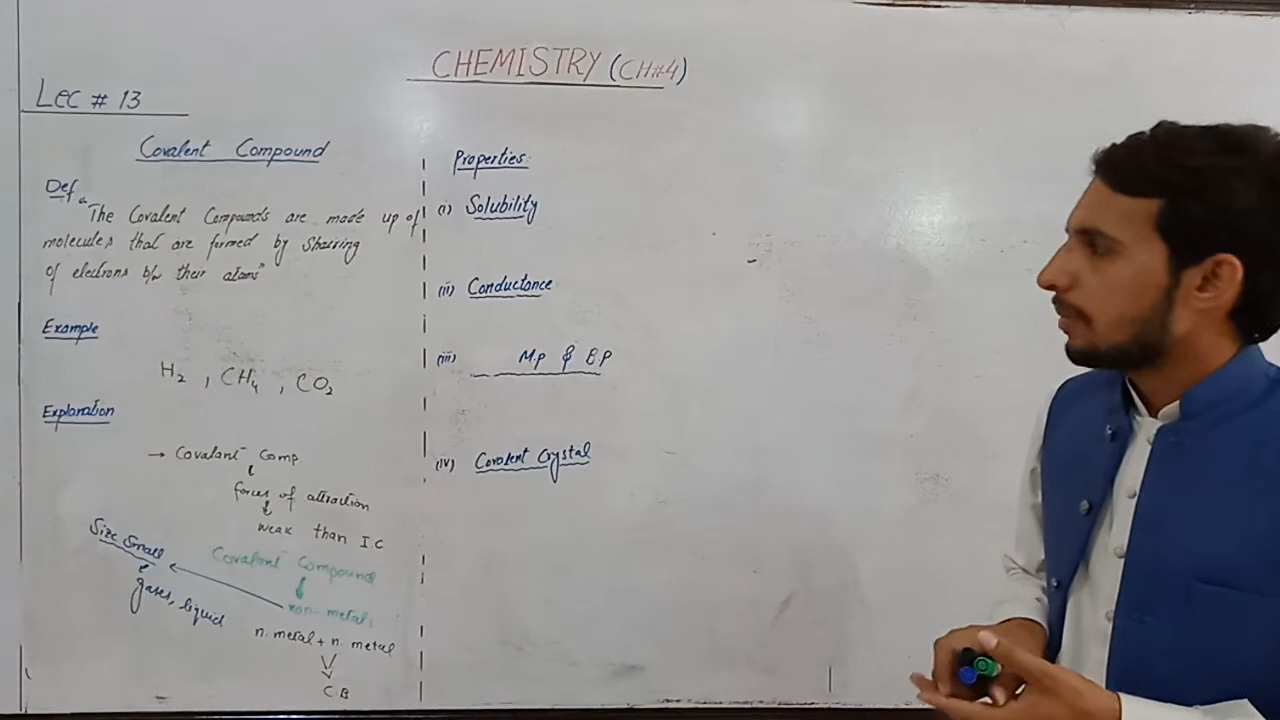 CHEMISTRY (CH#4)
Lec # 13
Covalent Compound
Def "The Covalent Compounds are made up of
molecules that are formed by Sharring
of electrons b/w their atoms"
Example
H₂ , CH₄ , CO₂
Explanation
→ Covalent Comp
forces of attraction
weak than I.C
Covalant Compound
non-metals
Size Small
gases, liquid
n.metal + n.metal
C.B
Properties:
(i) Solubility
(ii) Conductance
(iii) M.p & B.P
(iv) Covalent Crystal